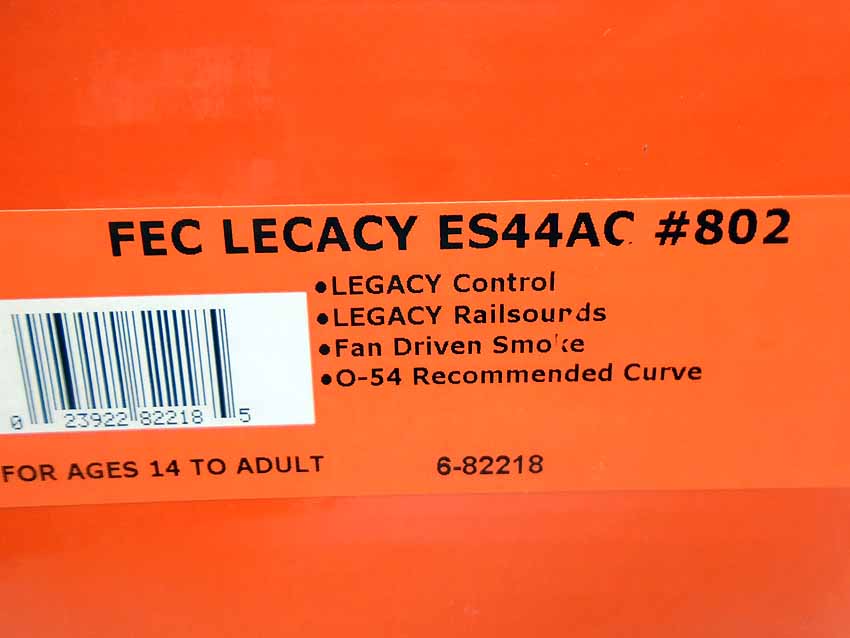 FEC LECACY ES44AC #802
•LEGACY Control
•LEGACY Railsounds
•Fan Driven Smoke
•O-54 Recommended Curve
0 23922 82218 5
FOR AGES 14 TO ADULT 6-82218